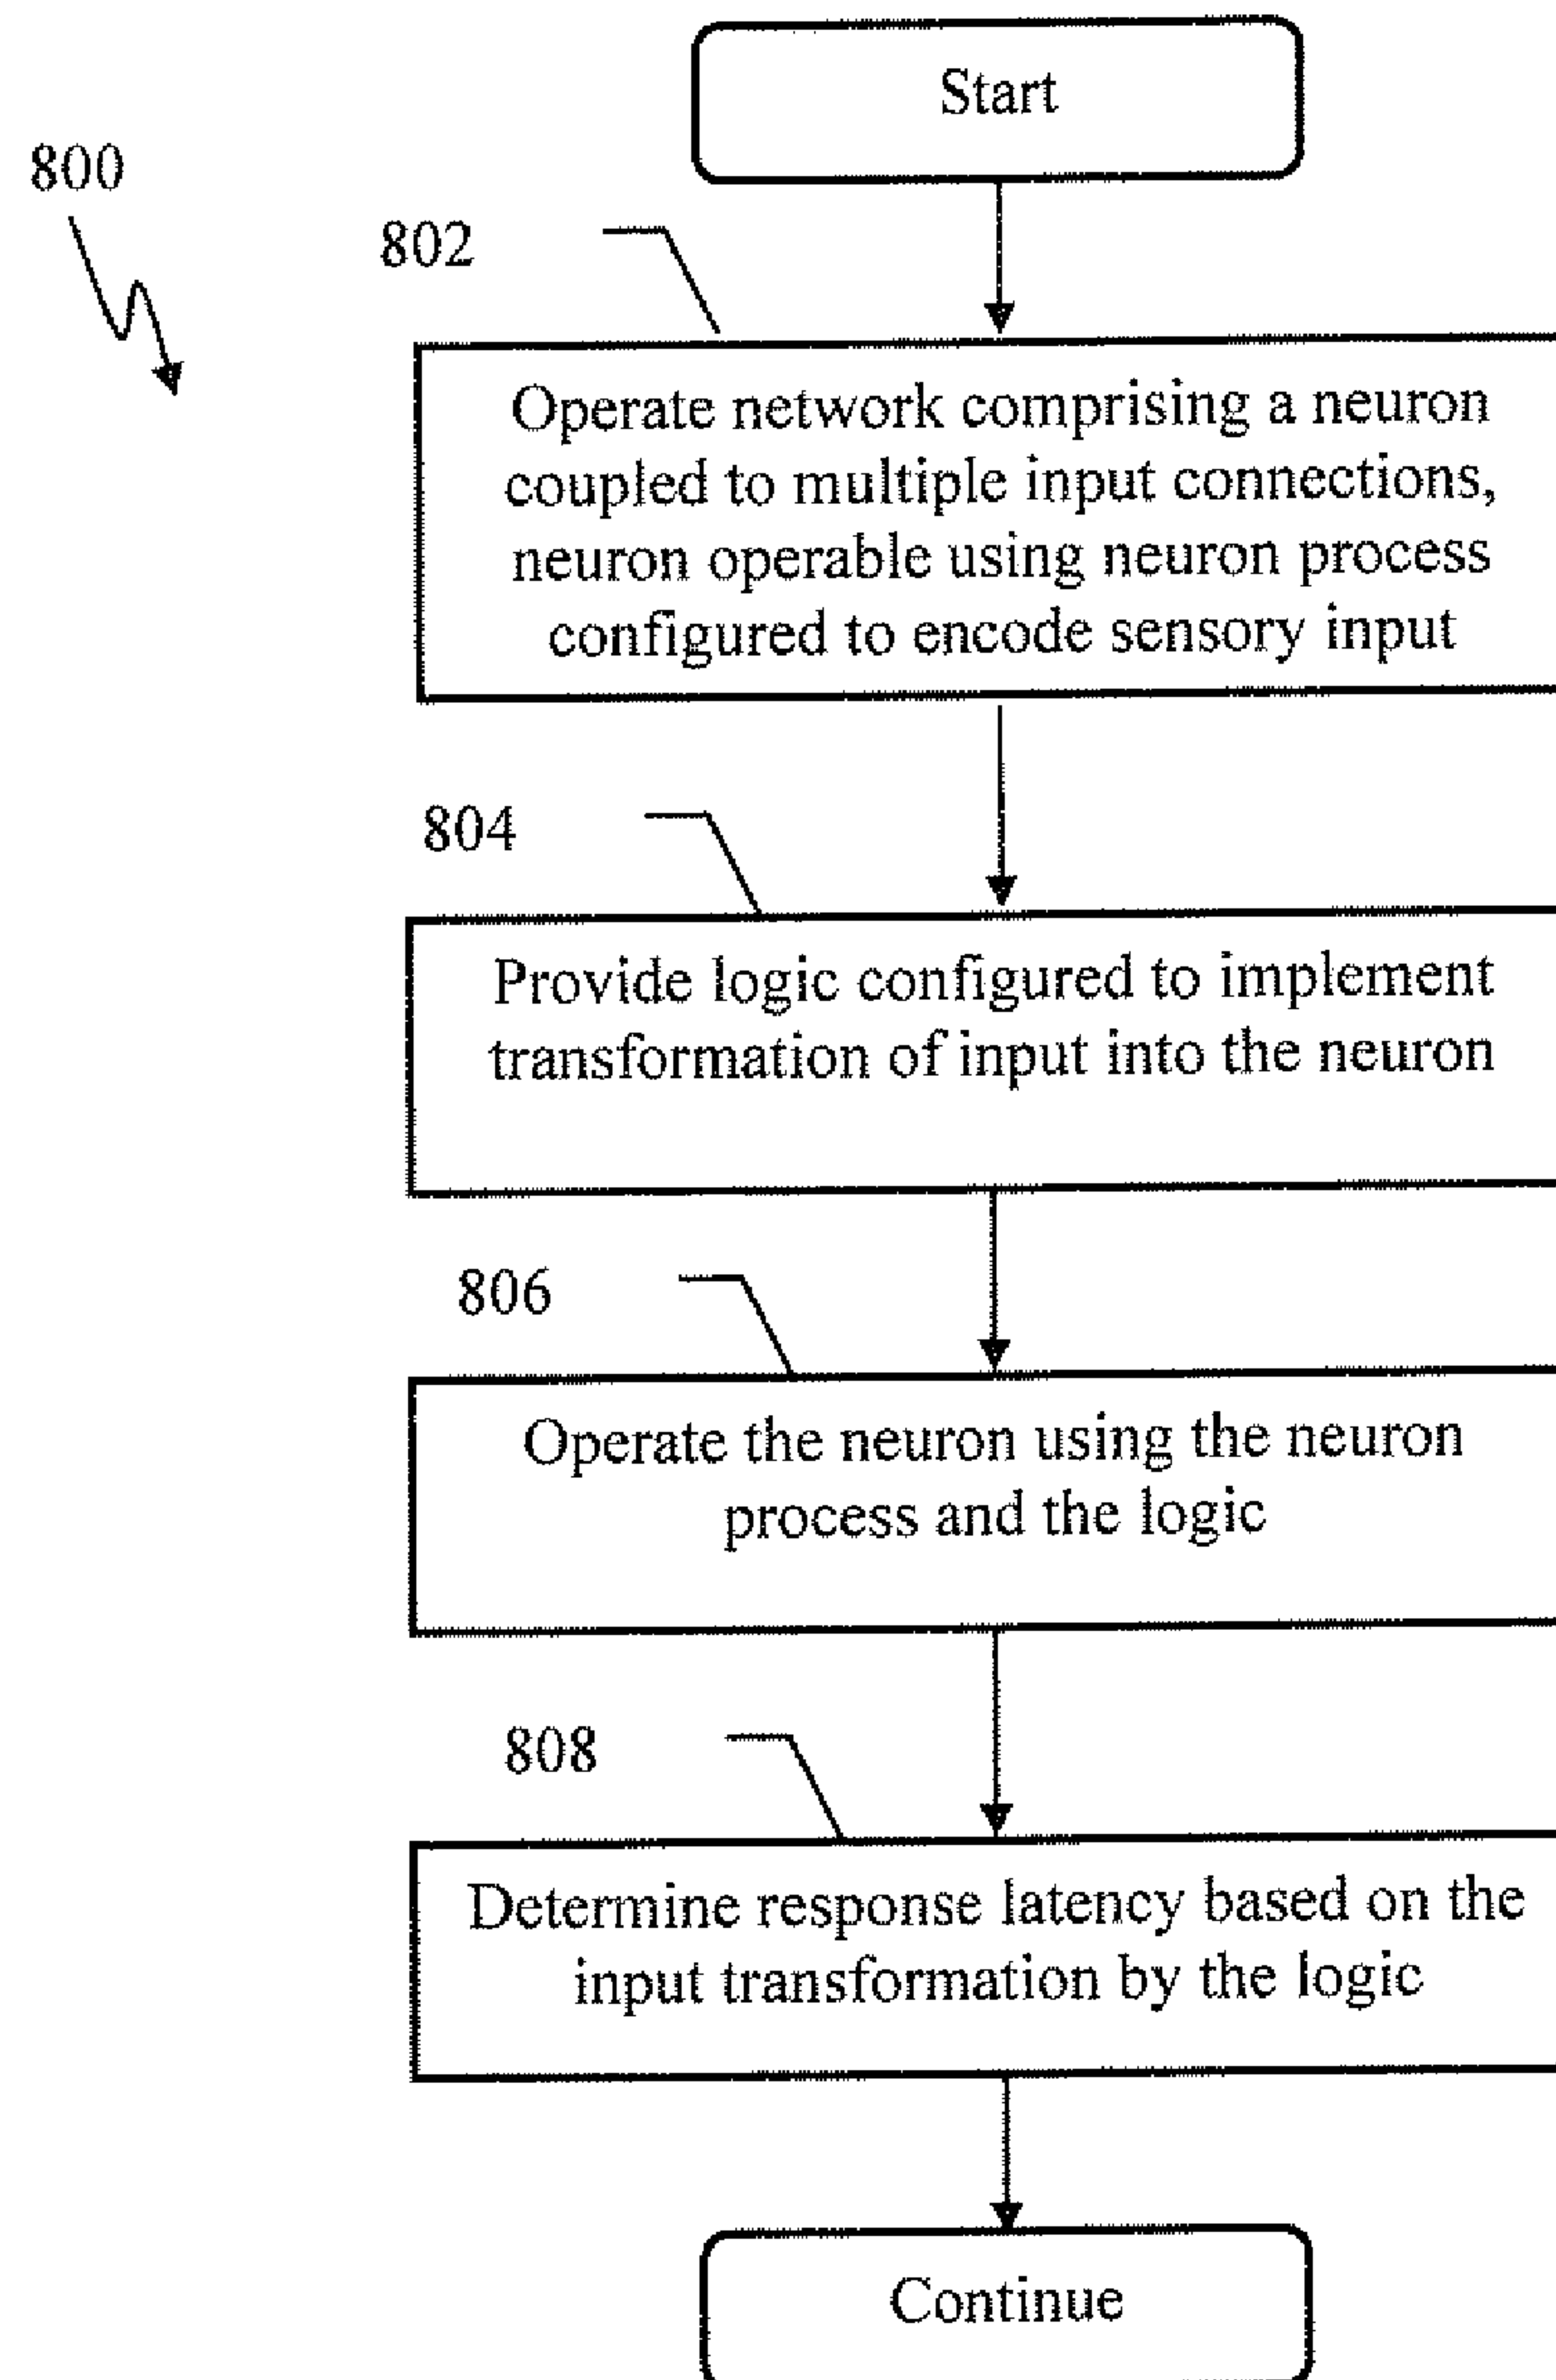 Start
800
802
Operate network comprising a neuron
coupled to multiple input connections,
neuron operable using neuron process
configured to encode sensory input
804
Provide logic configured to implement
transformation of input into the neuron
806
Operate the neuron using the neuron
process and the logic
808
Determine response latency based on the
input transformation by the logic
Continue